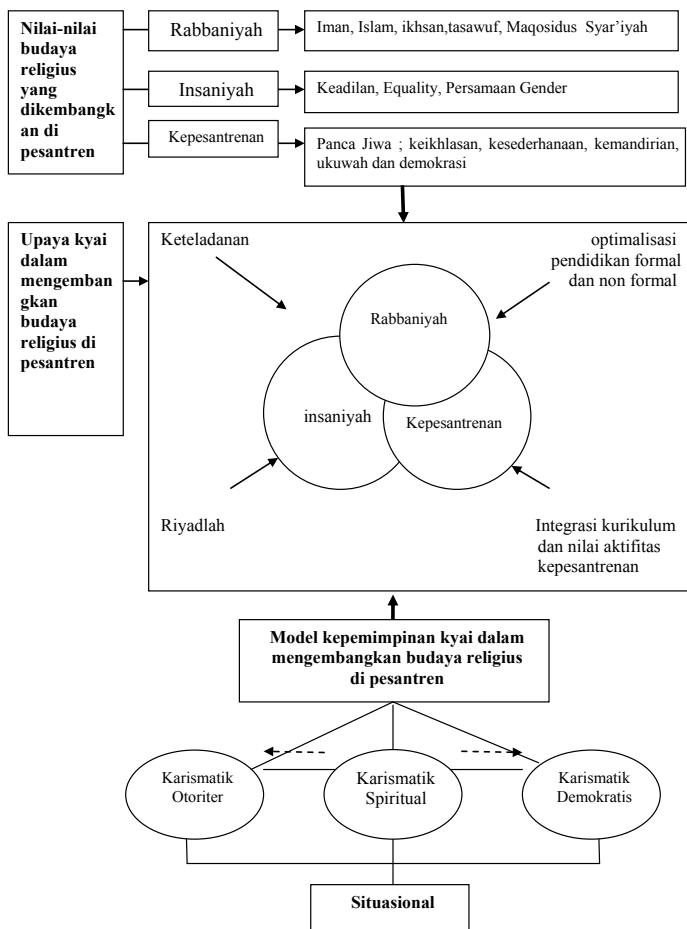 Nilai-nilai
budaya
religius
yang
dikembangk
an di
pesantren
Rabbaniyah
Iman, Islam, ikhsan,tasawuf, Maqosidus Syar’iyah
Insaniyah
Keadilan, Equality, Persamaan Gender
Kepesantrenan
Panca Jiwa ; keikhlasan, kesederhanaan, kemandirian,
ukuwah dan demokrasi
Upaya kyai
dalam
mengemban
gkan
budaya
religius di
pesantren
Keteladanan
optimalisasi
pendidikan formal
dan non formal
Rabbaniyah
insaniyah
Kepesantrenan
Riyadlah
Integrasi kurikulum
dan nilai aktifitas
kepesantrenan
Model kepemimpinan kyai dalam
mengembangkan budaya religius
di pesantren
Karismatik
Otoriter
Karismatik
Spiritual
Karismatik
Demokratis
Situasional